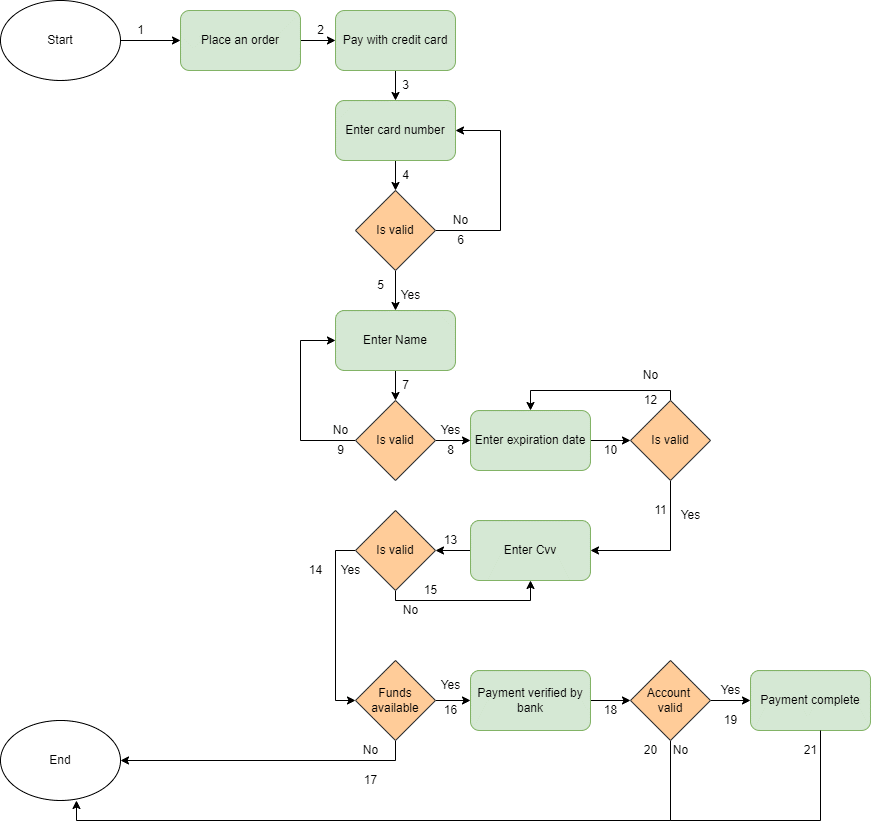 Start
1
Place an order
2
Pay with credit card
3
Enter card number
4
Is valid
No
6
5
Yes
Enter Name
7
Is valid
No
9
Yes
8
Enter expiration date
10
Is valid
No
12
11
Yes
Enter Cvv
13
Is valid
14
Yes
15
No
Funds
available
Yes
16
Payment verified by
bank
18
Account
valid
Yes
19
Payment complete
No
17
20
No
21
End